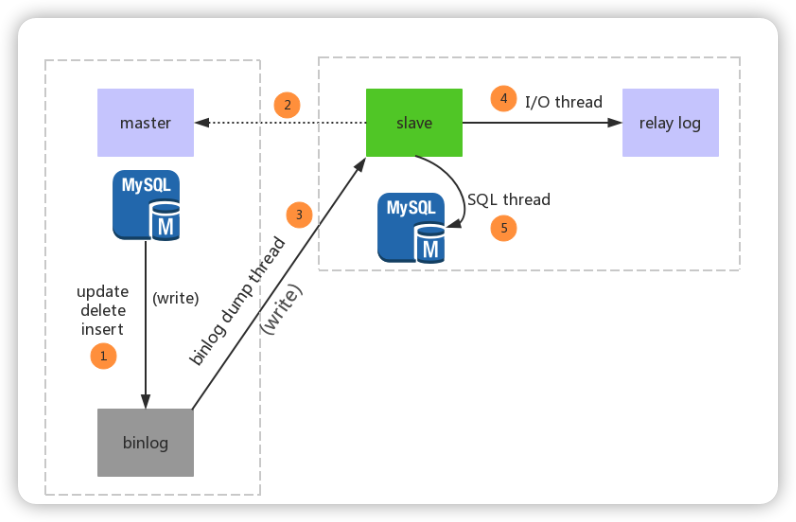 master
MySQL
M
update
delete
insert
(write)
1
binlog
2
3
binlog dump thread
(write)
slave
4
I/O thread
relay log
MySQL
M
SQL thread
5